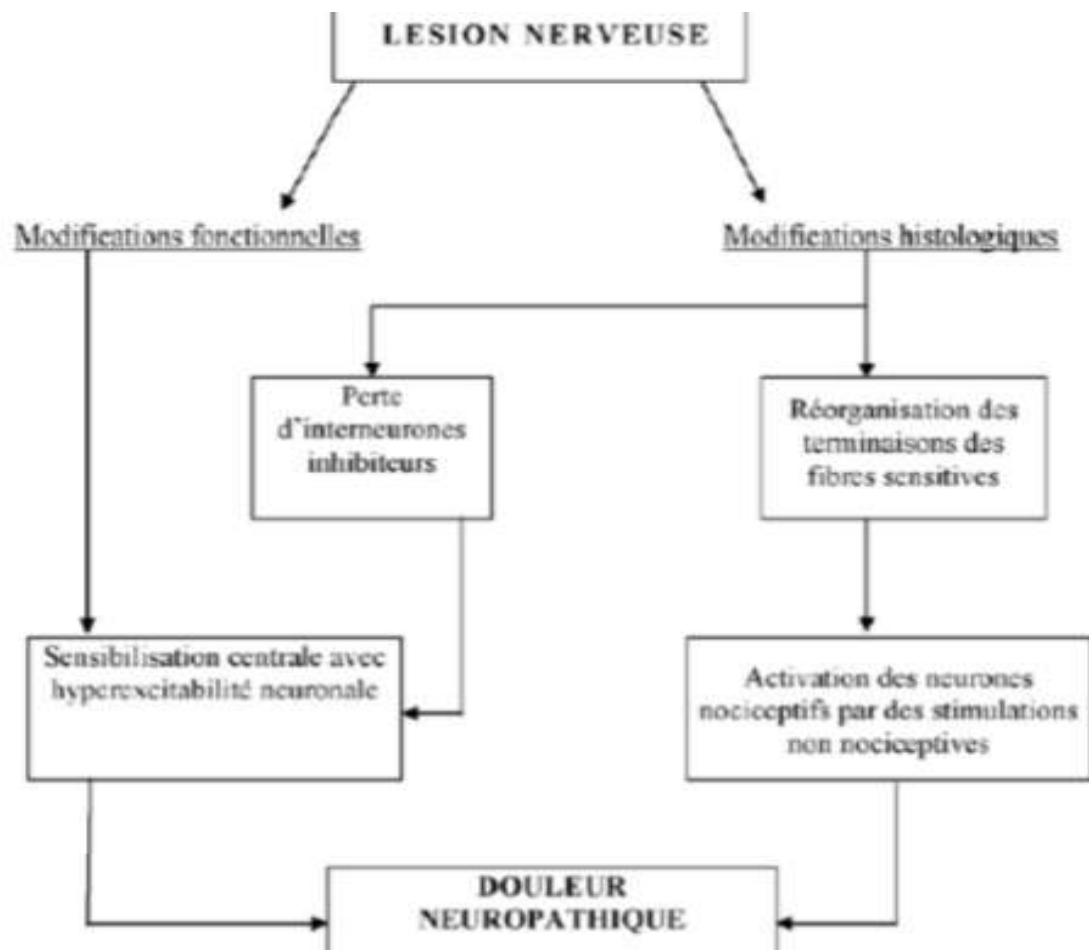 LESION NERVEUSE
Modifications fonctionnelles
Modifications histologiques
Perte
d'interneurones
inhibiteurs
Réorganisation des
terminaisons des
fibres sensitives
Sensibilisation centrale avec
hyperexcitabilité neuronale
Activation des neurones
nociceptifs par des stimulations
non nociceptives
DOULEUR
NEUROPATHIQUE